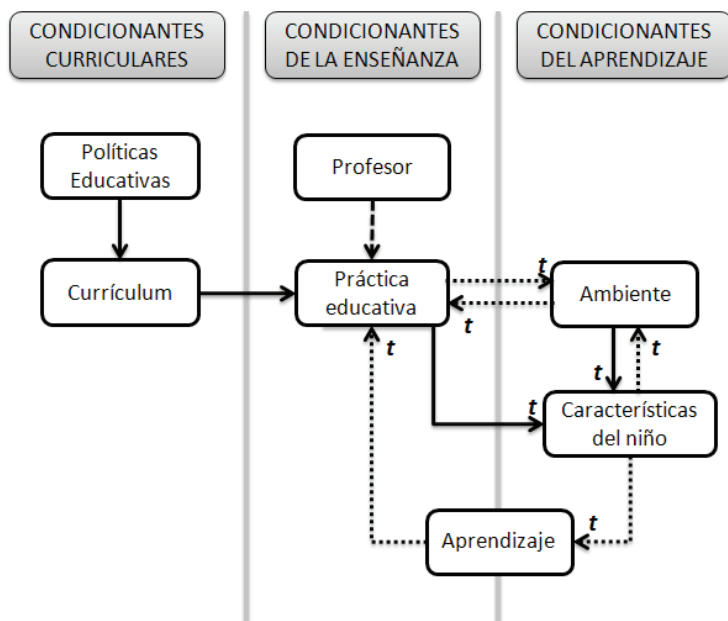 CONDICIONANTES
CURRICULARES
CONDICIONANTES
DE LA ENSEÑANZA
CONDICIONANTES
DEL APRENDIZAJE
Políticas
Educativas
Profesor
Currículum
Práctica
educativa
t
t
Ambiente
t
t
t
t
Características
del niño
t
Aprendizaje